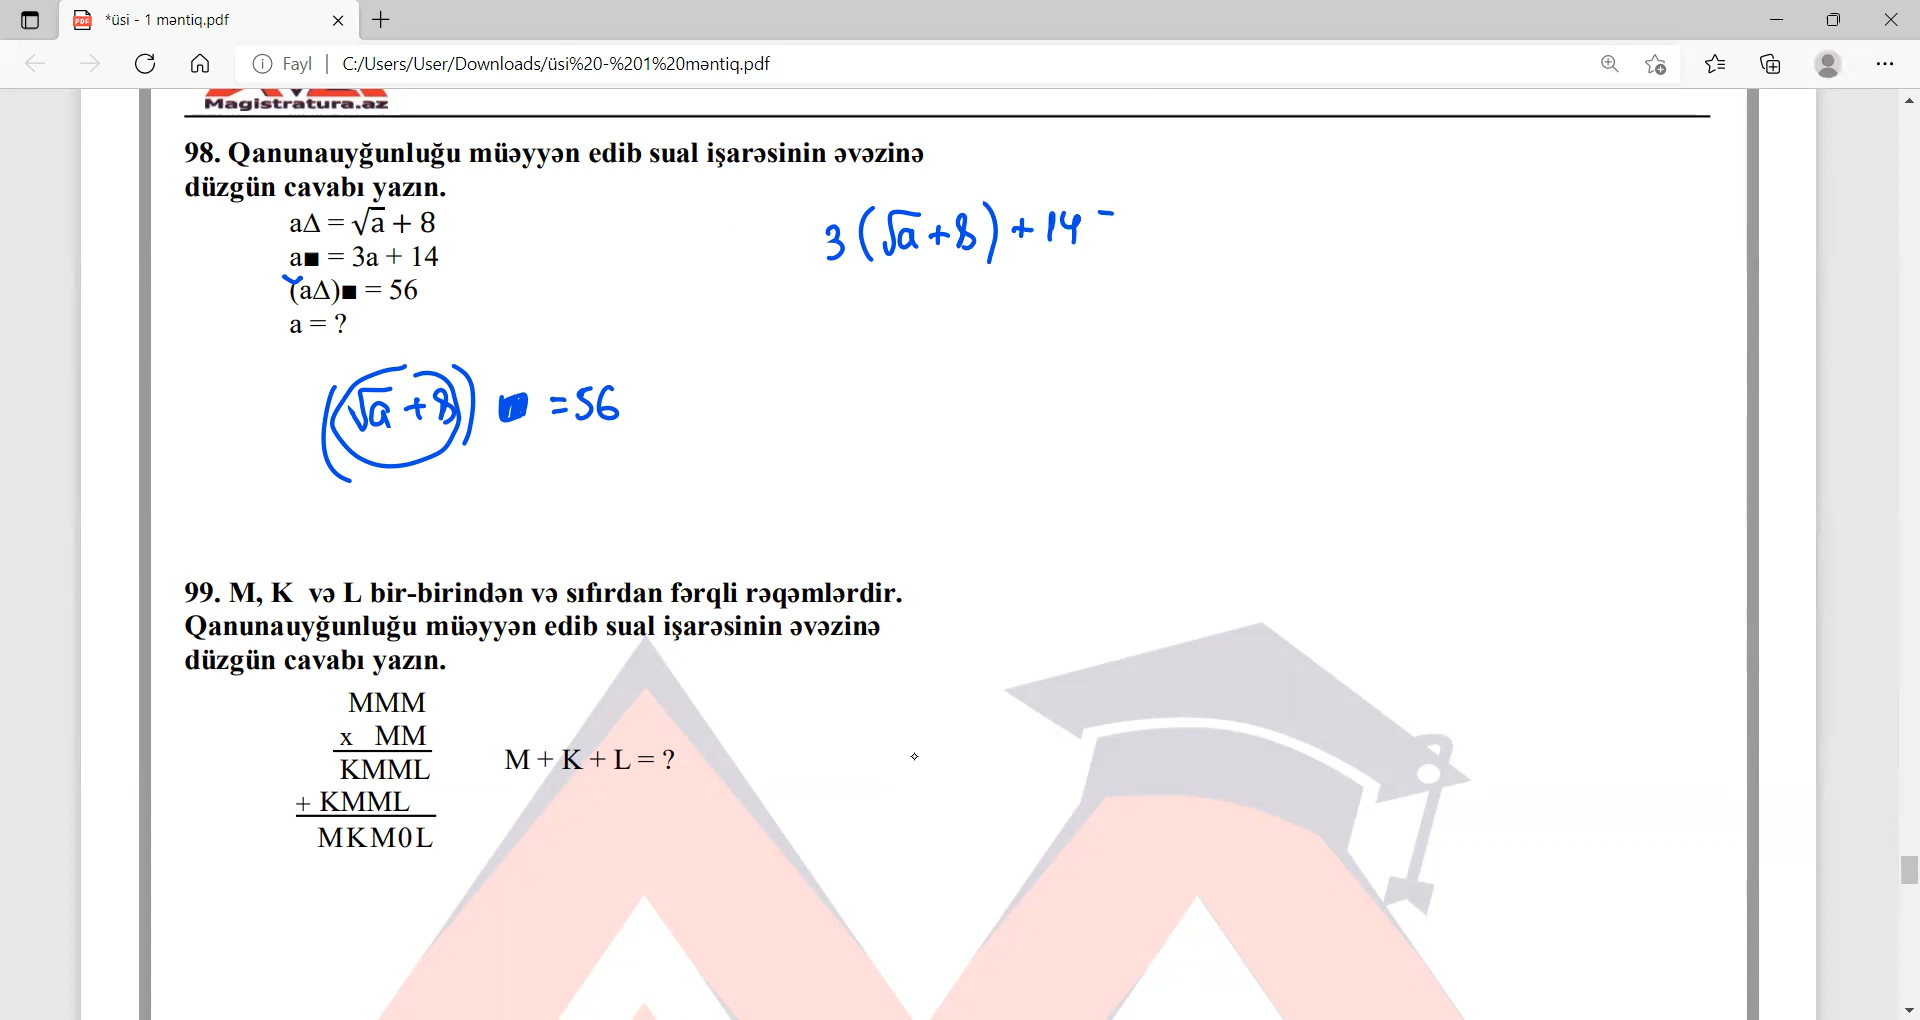 *üsi - 1 məntiq.pdf
Fayl | C:/Users/User/Downloads/üsi%20-%201%20məntiq.pdf
Magistratura.az
98. Qanunauyğunluğu müəyyən edib sual işarəsinin əvəzinə
düzgün cavabı yazın.
a∆ = √a + 8
a■ = 3a + 14
(a∆)■ = 56
a = ?
3(√a+8)+14 -
(√a+8) ■ =56
99. M, K və L bir-birindən və sıfırdan fərqli rəqəmlərdir.
Qanunauyğunluğu müəyyən edib sual işarəsinin əvəzinə
düzgün cavabı yazın.
MMM
x MM
KMML
+ KMML
MKM0L
M + K + L = ?